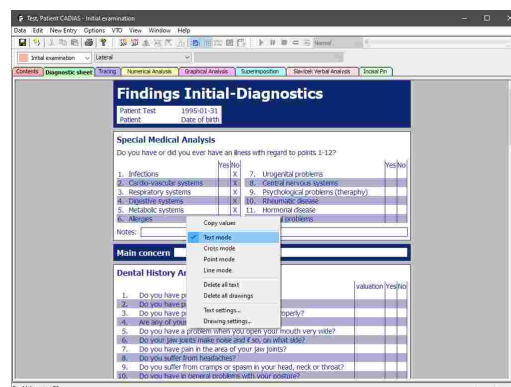 Test, Patient CADIAS - Initial examination
Data Edit New Entry Options VTO View Window Help
Normal
Initial examination Lateral
Contents Diagnostic sheet Tracing Numerical Analysis Graphical Analysis Superimposition Slavicek Verbal Analysis Incisal Pin
Findings Initial-Diagnostics
Patient Test 1995-01-31
Patient Date of birth
Special Medical Analysis
Do you have or did you ever have an illness with regard to points 1-12?
Yes No Yes No
1. Infections X 7. Urogenital problems
2. Cardio-vascular systems X 8. Central nervous systems
3. Respiratory systems X 9. Psychological problems (theraphy)
4. Digestive systems X 10. Rheumatic disease
5. Metabolic systems X 11. Hormonal disease
6. Allergies problems
Notes:
Copy values
Text mode
Cross mode
Point mode
Line mode
Delete all text
Delete all drawings
Text settings...
Drawing settings...
Main concern
Dental History An
valuation Yes No
1. Do you have p
2. Do you have p
3. Do you have p operly?
4. Are any of your
5. Do you have a problem when you open your mouth very wide?
6. Do your jaw joints make noise and if so, on what side?
7. Do you have pain in the area of your jaw joints?
8. Do you suffer from headaches?
9. Do you suffer from cramps or spasm in your head, neck or throat?
10. Do you have in general problems with your posture?